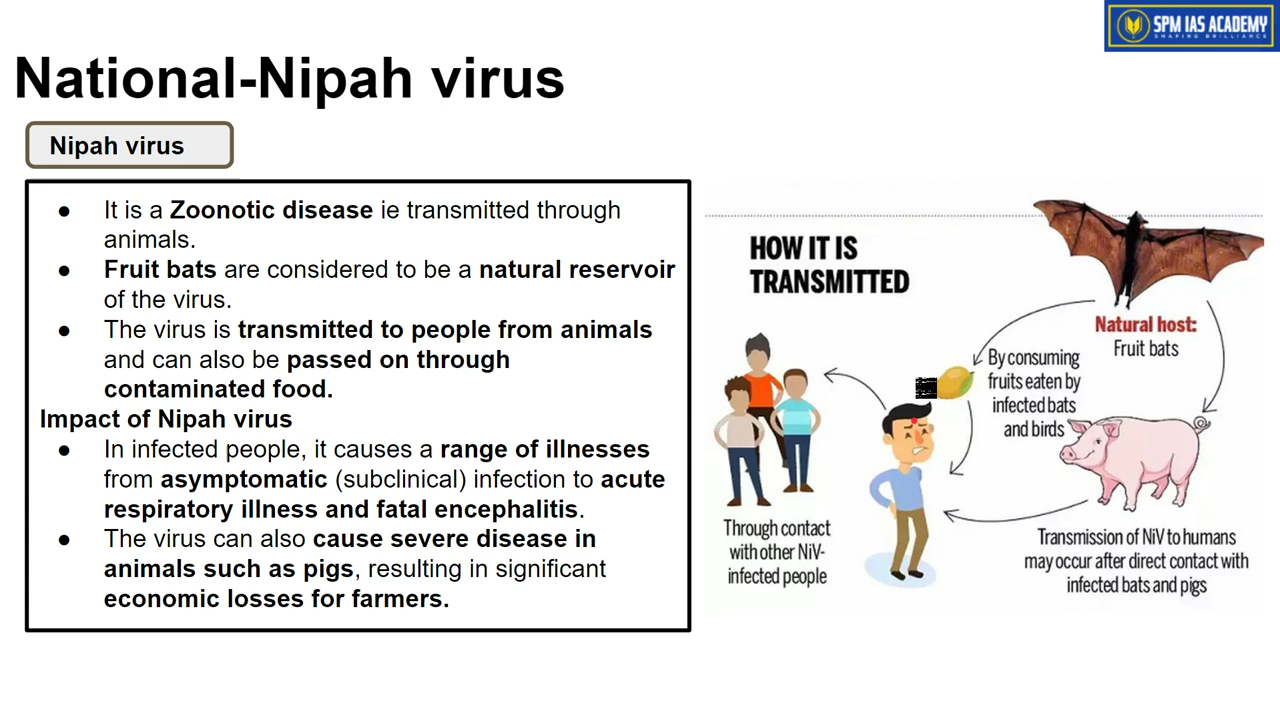 SPM IAS ACADEMY
SHAPING BRILLIANCE
National-Nipah virus
Nipah virus
● It is a Zoonotic disease ie transmitted through
animals.
● Fruit bats are considered to be a natural reservoir
of the virus.
● The virus is transmitted to people from animals
and can also be passed on through
contaminated food.
Impact of Nipah virus
● In infected people, it causes a range of illnesses
from asymptomatic (subclinical) infection to acute
respiratory illness and fatal encephalitis.
● The virus can also cause severe disease in
animals such as pigs, resulting in significant
economic losses for farmers.
HOW IT IS
TRANSMITTED
Natural host:
Fruit bats
By consuming
fruits eaten by
infected bats
and birds
Through contact
with other NiV-
infected people
Transmission of NiV to humans
may occur after direct contact with
infected bats and pigs